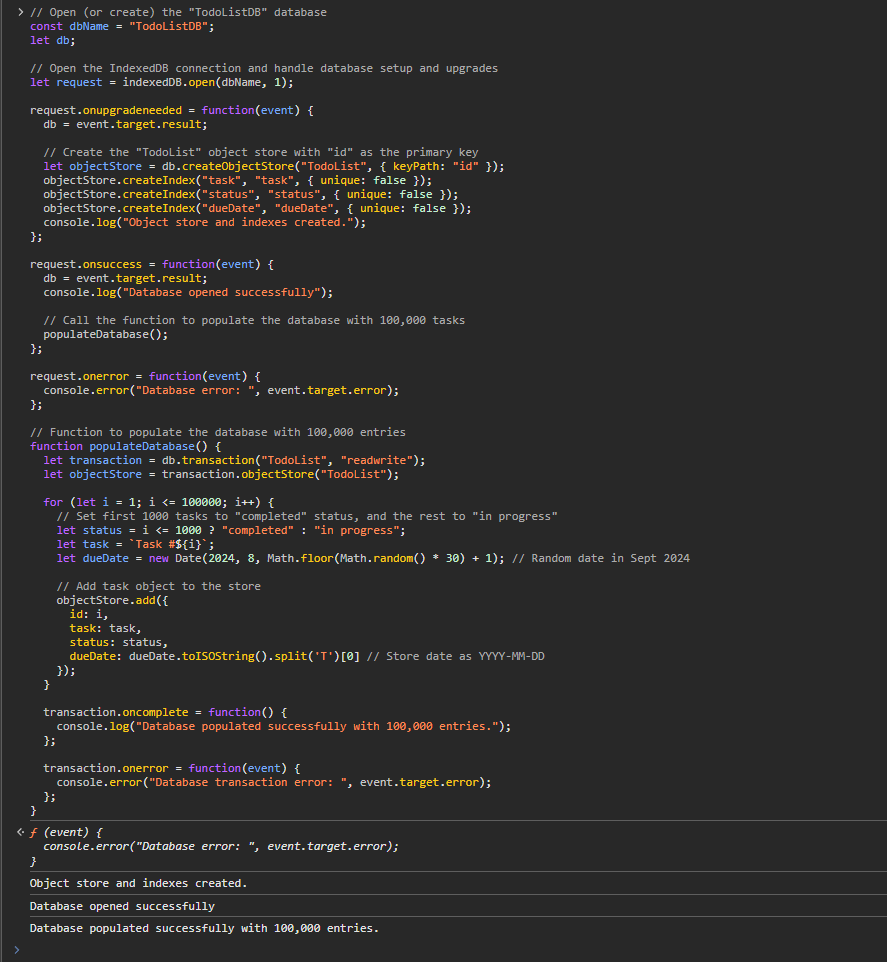 // Open (or create) the "TodoListDB" database
const dbName = "TodoListDB";
let db;
// Open the IndexedDB connection and handle database setup and upgrades
let request = indexedDB.open(dbName, 1);
request.onupgradeneeded = function(event) {
  db = event.target.result;
  // Create the "TodoList" object store with "id" as the primary key
  let objectStore = db.createObjectStore("TodoList", { keyPath: "id" });
  objectStore.createIndex("task", "task", { unique: false });
  objectStore.createIndex("status", "status", { unique: false });
  objectStore.createIndex("dueDate", "dueDate", { unique: false });
  console.log("Object store and indexes created.");
};
request.onsuccess = function(event) {
  db = event.target.result;
  console.log("Database opened successfully");
  // Call the function to populate the database with 100,000 tasks
  populateDatabase();
};
request.onerror = function(event) {
  console.error("Database error: ", event.target.error);
};
// Function to populate the database with 100,000 entries
function populateDatabase() {
  let transaction = db.transaction("TodoList", "readwrite");
  let objectStore = transaction.objectStore("TodoList");
  for (let i = 1; i <= 100000; i++) {
    // Set first 1000 tasks to "completed" status, and the rest to "in progress"
    let status = i <= 1000 ? "completed" : "in progress";
    let task = `Task #${i}`;
    let dueDate = new Date(2024, 8, Math.floor(Math.random() * 30) + 1); // Random date in Sept 2024
    // Add task object to the store
    objectStore.add({
      id: i,
      task: task,
      status: status,
      dueDate: dueDate.toISOString().split('T')[0] // Store date as YYYY-MM-DD
    });
  }
  transaction.oncomplete = function() {
    console.log("Database populated successfully with 100,000 entries.");
  };
  transaction.onerror = function(event) {
    console.error("Database transaction error: ", event.target.error);
  };
}
ƒ (event) {
  console.error("Database error: ", event.target.error);
}
Object store and indexes created.
Database opened successfully
Database populated successfully with 100,000 entries.